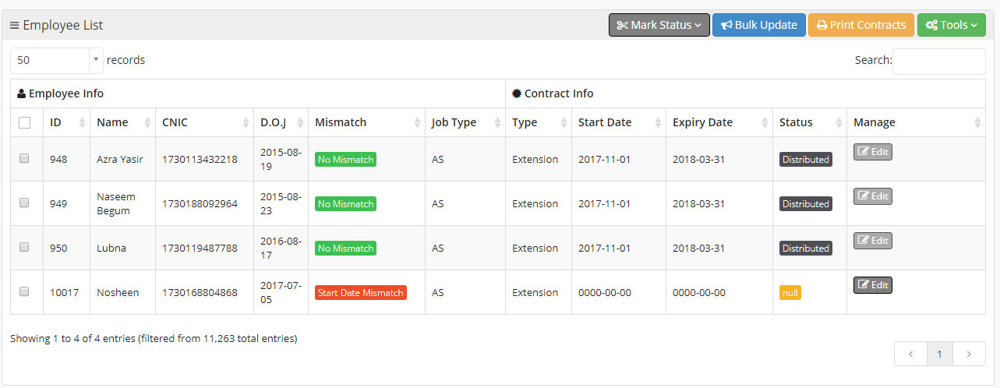 Employee List
Mark Status
Bulk Update
Print Contracts
Tools
50 records
Search:
Employee Info Contract Info
ID Name CNIC D.O.J Mismatch Job Type Type Start Date Expiry Date Status Manage
948 Azra Yasir 1730113432218 2015-08-19 No Mismatch AS Extension 2017-11-01 2018-03-31 Distributed Edit
949 Naseem Begum 1730188092964 2015-08-23 No Mismatch AS Extension 2017-11-01 2018-03-31 Distributed Edit
950 Lubna 1730119487788 2016-08-17 No Mismatch AS Extension 2017-11-01 2018-03-31 Distributed Edit
10017 Nosheen 1730168804868 2017-07-05 Start Date Mismatch AS Extension 0000-00-00 0000-00-00 null Edit
Showing 1 to 4 of 4 entries (filtered from 11,263 total entries)
< 1 >